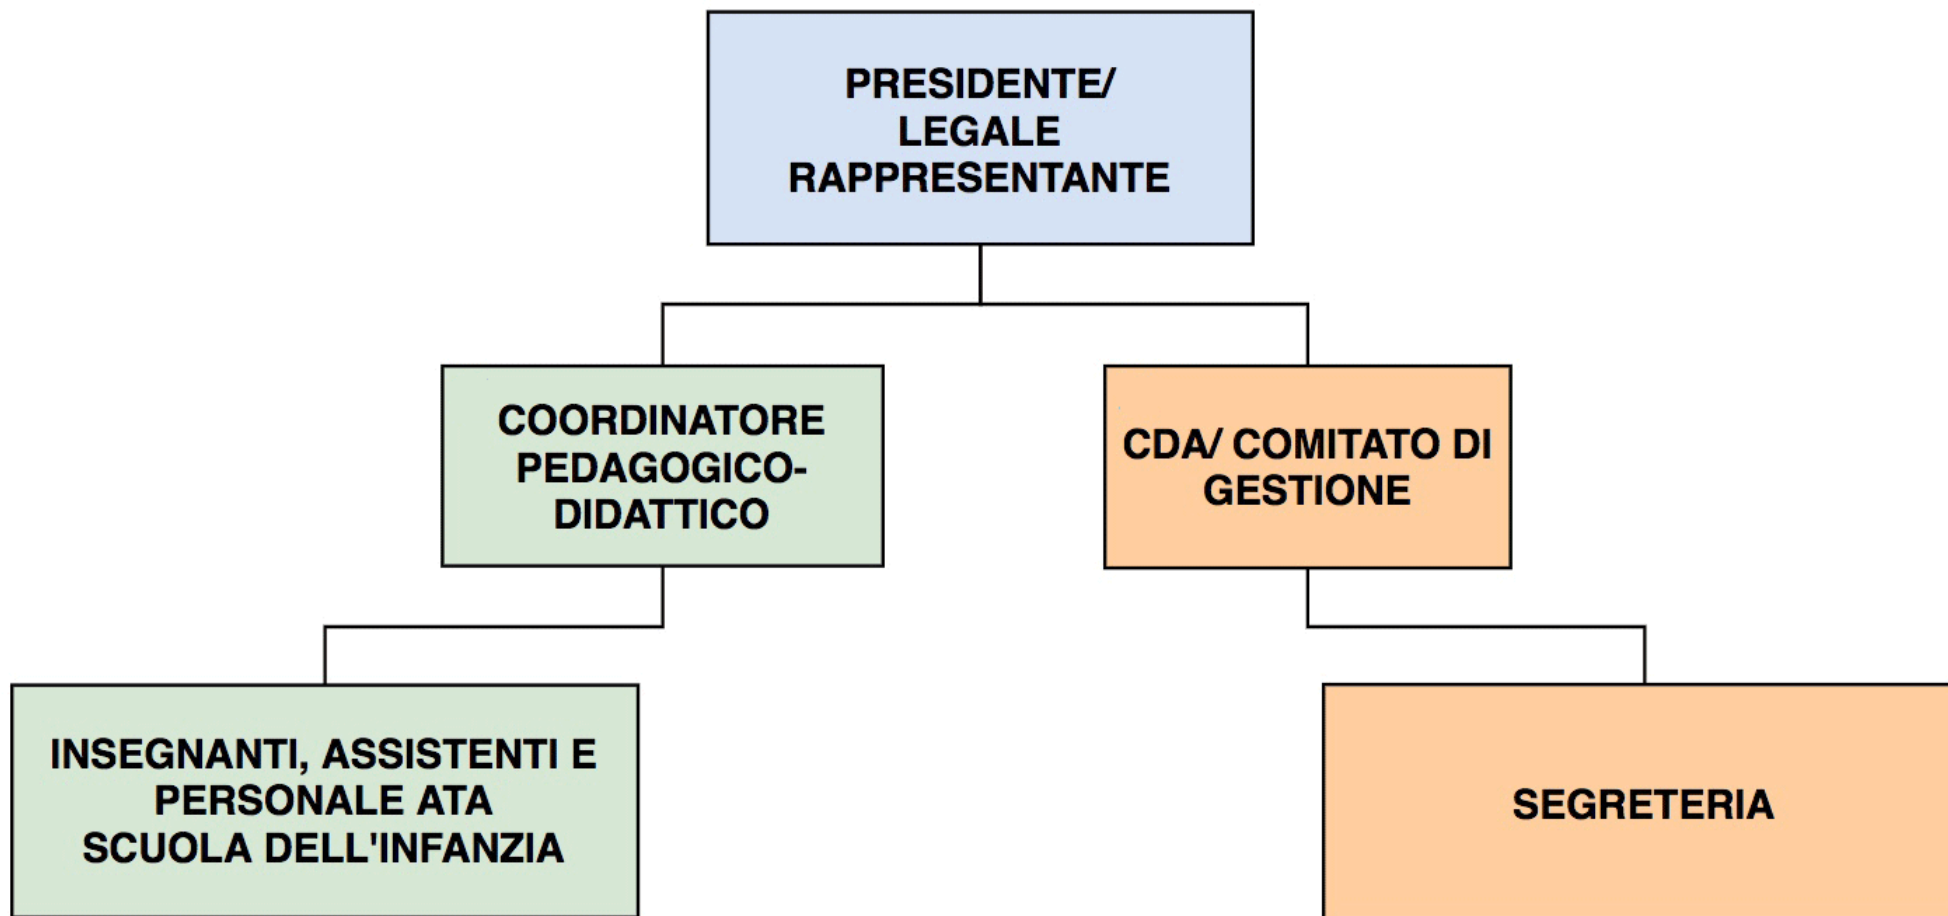 PRESIDENTE/
LEGALE
RAPPRESENTANTE
COORDINATORE
PEDAGOGICO-
DIDATTICO
CDA/ COMITATO DI
GESTIONE
INSEGNANTI, ASSISTENTI E
PERSONALE ATA
SCUOLA DELL'INFANZIA
SEGRETERIA